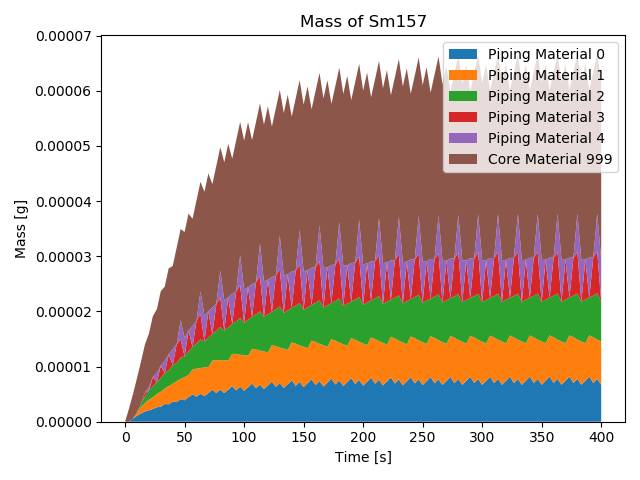 Mass of Sm157
0.00007
0.00006
0.00005
0.00004
0.00003
0.00002
0.00001
0.00000
Mass [g]
Piping Material 0
Piping Material 1
Piping Material 2
Piping Material 3
Piping Material 4
Core Material 999
0 50 100 150 200 250 300 350 400
Time [s]